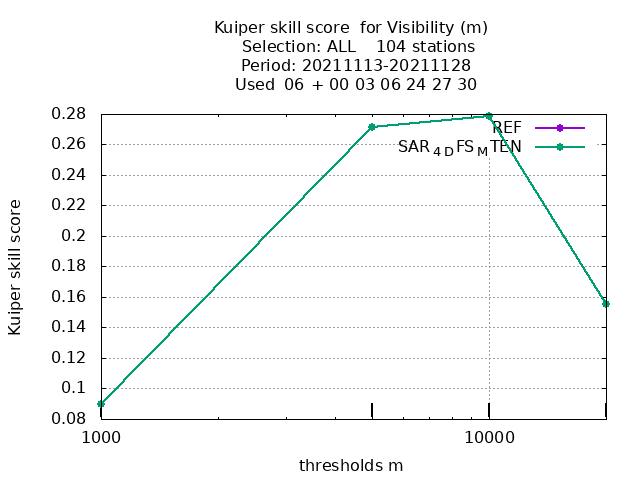 Kuiper skill score  for Visibility (m)
Selection: ALL    104 stations
Period: 20211113-20211128
Used  06 + 00 03 06 24 27 30
0.28
0.26
0.24
0.22
0.2
0.18
0.16
0.14
0.12
0.1
0.08
Kuiper skill score
REF
SAR4DFSMTEN
1000
10000
thresholds m